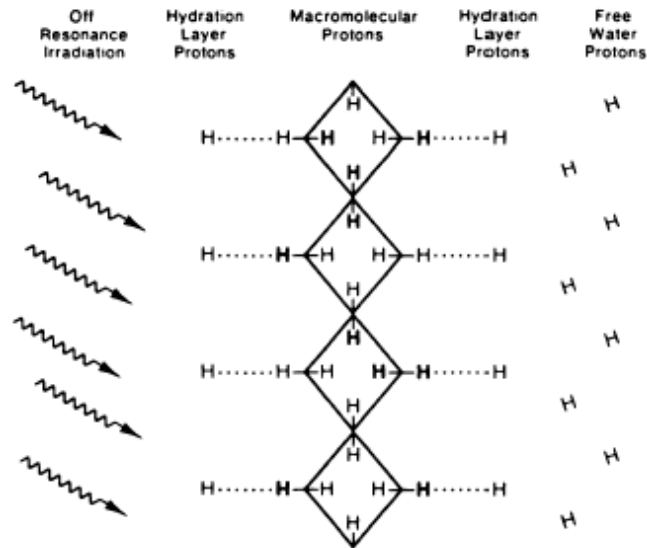 Off
Resonance
Irradiation
Hydration
Layer
Protons
Macromolecular
Protons
Hydration
Layer
Protons
Free
Water
Protons
H H
H H H H H H
H H
H H
H H H H H H
H H
H H
H H H H H H
H H
H H
H H H H H H
H H